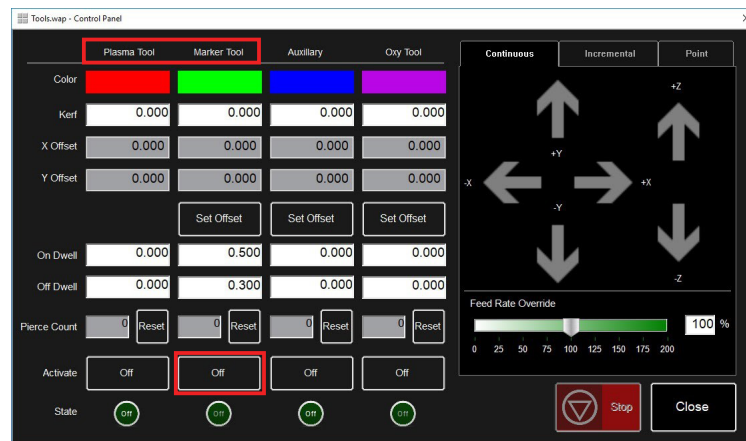 Tools.wap - Control Panel
Plasma Tool Marker Tool Auxillary Oxy Tool
Continuous Incremental Point
Color
+Z
Kerf 0.000 0.000 0.000 0.000
X Offset 0.000 0.000 0.000 0.000
+Y
Y Offset 0.000 0.000 0.000 0.000
-X +X
-Y
Set Offset Set Offset Set Offset
On Dwell 0.000 0.500 0.000 0.000
Off Dwell 0.000 0.300 0.000 0.000
-Z
Feed Rate Override
Pierce Count 0 Reset 0 Reset 0 Reset 0 Reset
100 %
0 25 50 75 100 125 150 175 200
Activate Off Off Off Off
State Off Off Off Off
Stop Close